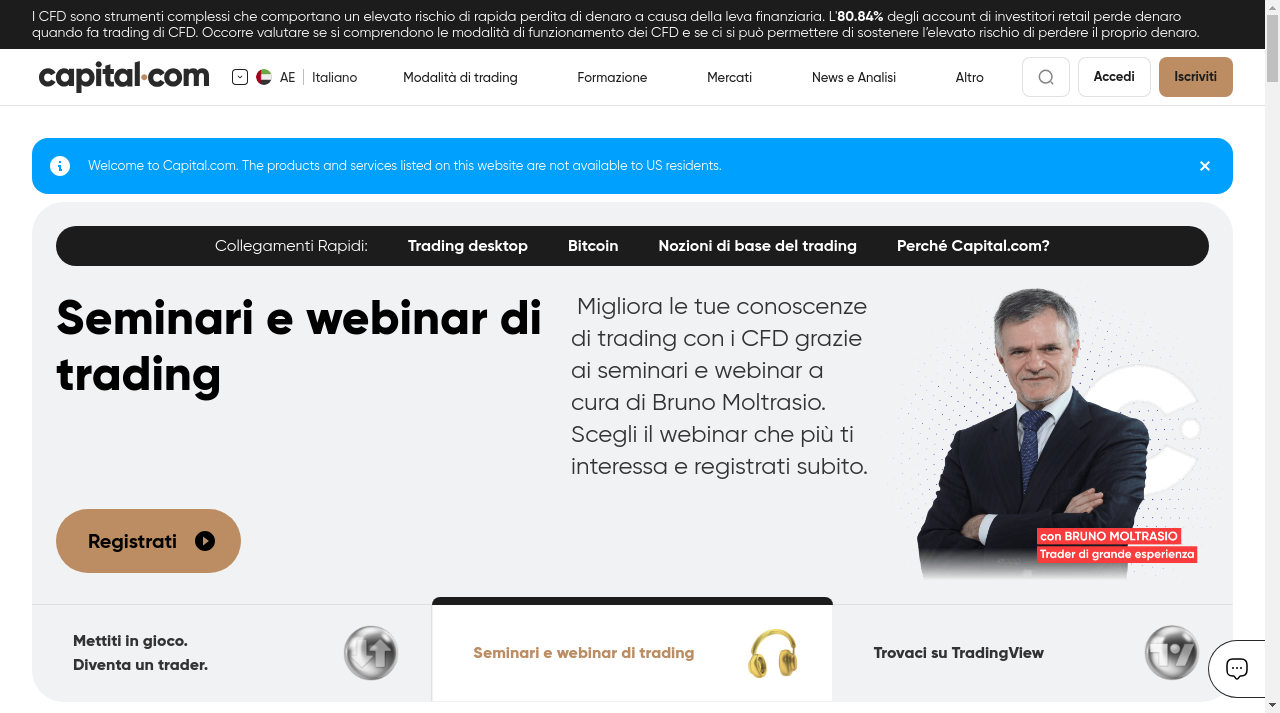 I CFD sono strumenti complessi che comportano un elevato rischio di rapida perdita di denaro a causa della leva finanziaria. L'80.84% degli account di investitori retail perde denaro
quando fa trading di CFD. Occorre valutare se si comprendono le modalità di funzionamento dei CFD e se ci si può permettere di sostenere l’elevato rischio di perdere il proprio denaro.
capital.com
AE
Italiano
Modalità di trading
Formazione
Mercati
News e Analisi
Altro
Accedi
Iscriviti
Welcome to Capital.com. The products and services listed on this website are not available to US residents.
Collegamenti Rapidi:
Trading desktop
Bitcoin
Nozioni di base del trading
Perché Capital.com?
Seminari e webinar di
trading
Migliora le tue conoscenze
di trading con i CFD grazie
ai seminari e webinar a
cura di Bruno Moltrasio.
Scegli il webinar che più ti
interessa e registrati subito.
Registrati
con BRUNO MOLTRASIO
Trader di grande esperienza
Mettiti in gioco.
Diventa un trader.
Seminari e webinar di trading
Trovaci su TradingView